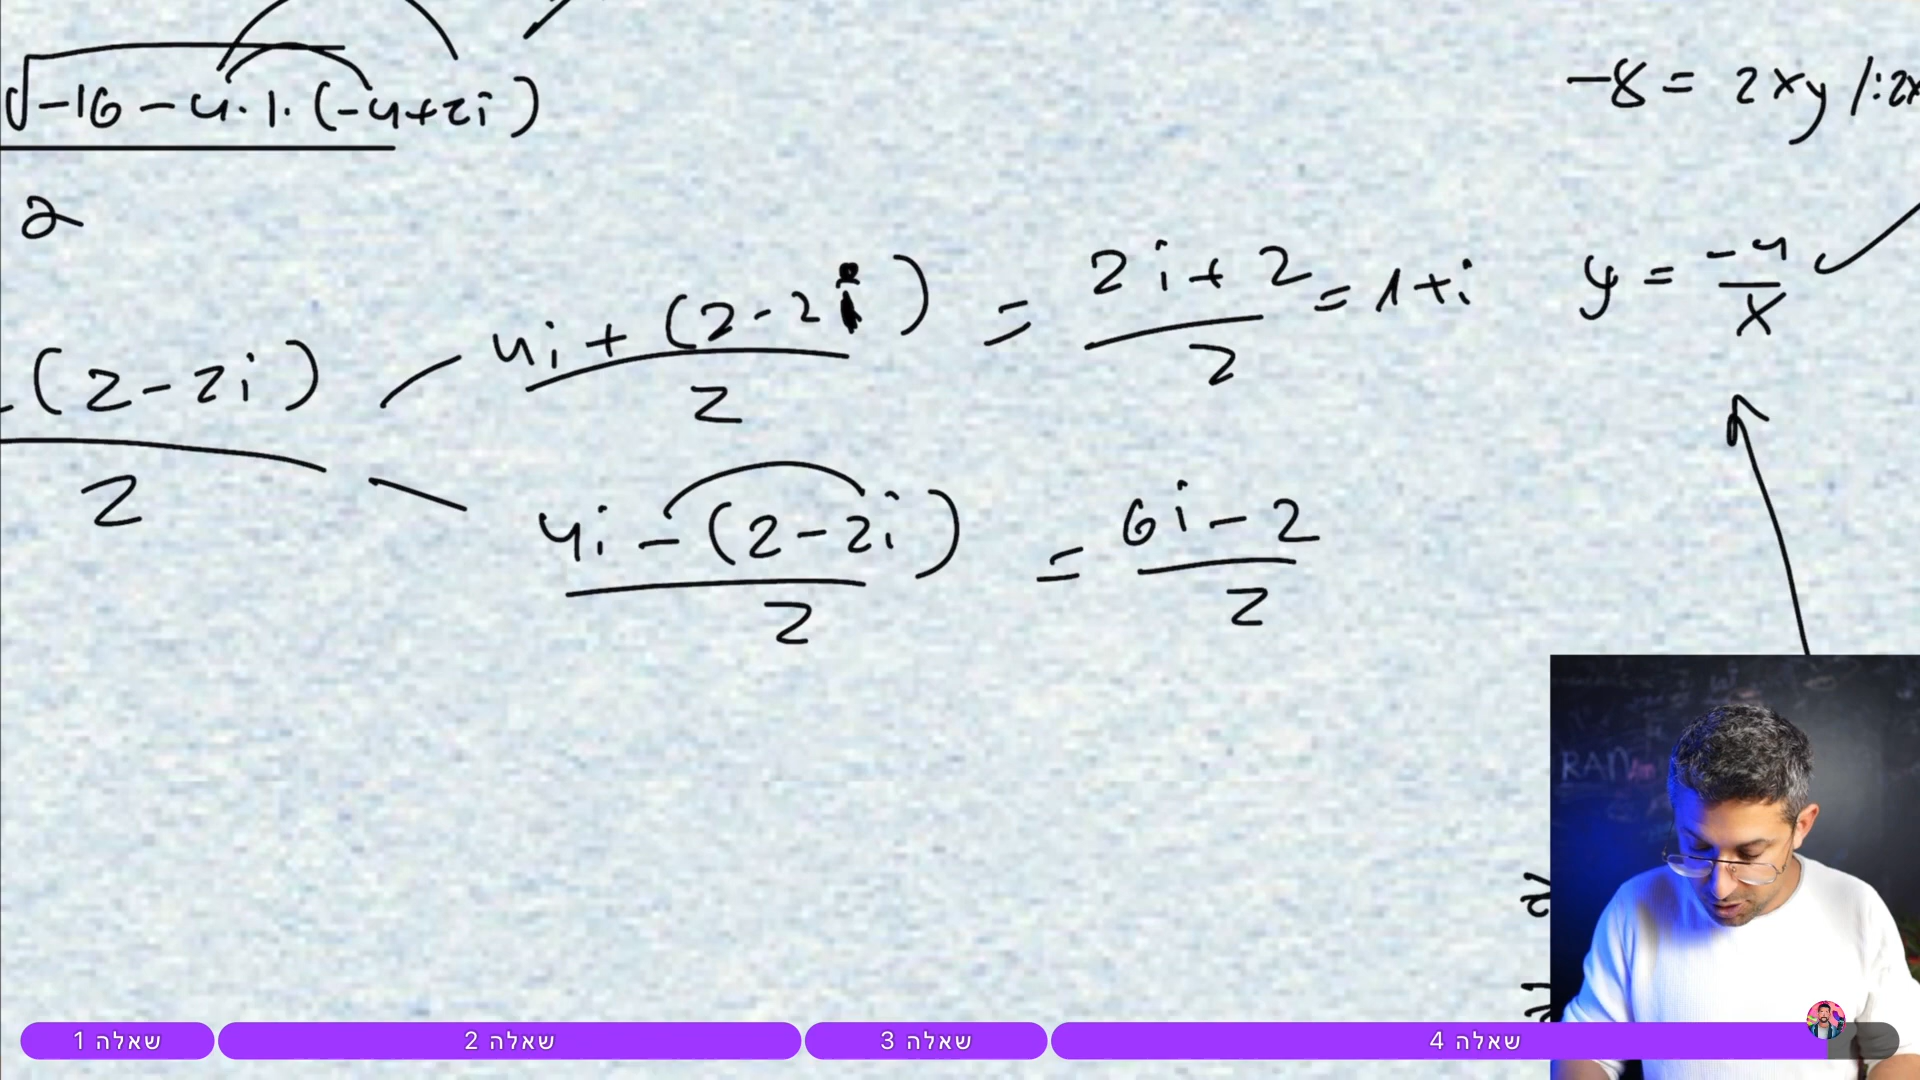 √-16 - 4·1·(-4+2i)
2
-8 = 2xy /:2x
y = -4/x
(2-2i)
2
4i + (2-2i) / 2 = 2i+2 / 2 = 1+i
4i - (2-2i) / 2 = 6i-2 / 2
שאלה 1
שאלה 2
שאלה 3
שאלה 4